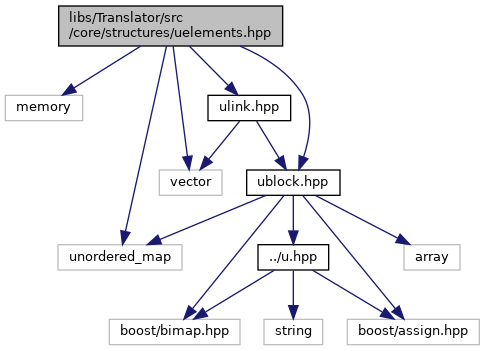 libs/Translator/src
/core/structures/uelements.hpp
memory
ulink.hpp
vector
ublock.hpp
unordered_map
../u.hpp
array
boost/bimap.hpp
string
boost/assign.hpp